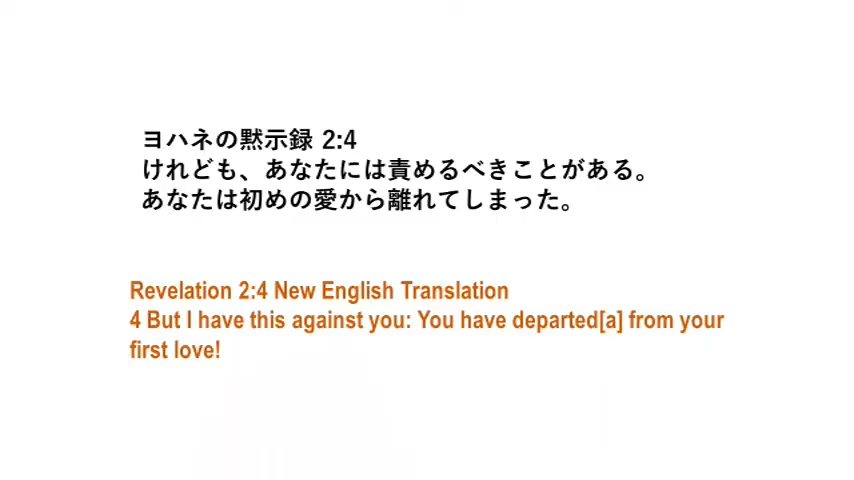 ヨハネの黙示録 2:4
けれども、あなたには責めるべきことがある。
あなたは初めの愛から離れてしまった。
Revelation 2:4 New English Translation
4 But I have this against you: You have departed[a] from your
first love!